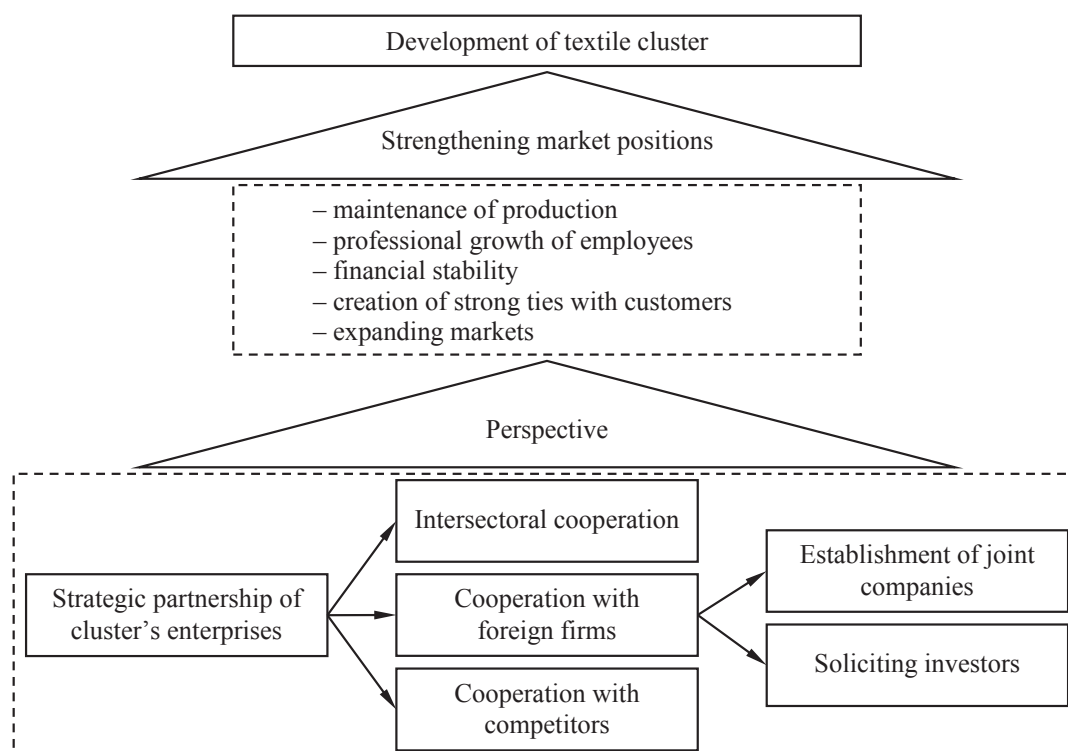 Development of textile cluster
Strengthening market positions
– maintenance of production
– professional growth of employees
– financial stability
– creation of strong ties with customers
– expanding markets
Perspective
Intersectoral cooperation
Strategic partnership of
cluster’s enterprises
Cooperation with
foreign firms
Cooperation with
competitors
Establishment of joint
companies
Soliciting investors